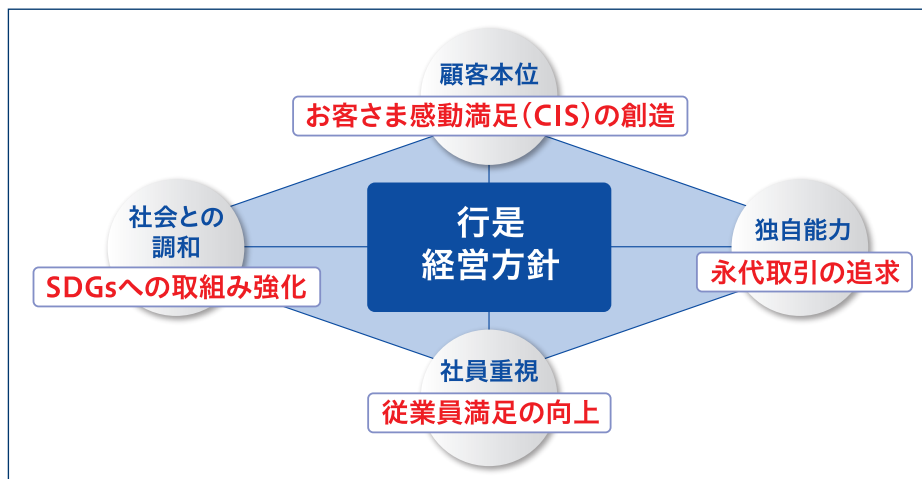 顧客本位
お客さま感動満足(CIS)の創造
社会との
調和
SDGsへの取組み強化
行是
経営方針
独自能力
永代取引の追求
社員重視
従業員満足の向上